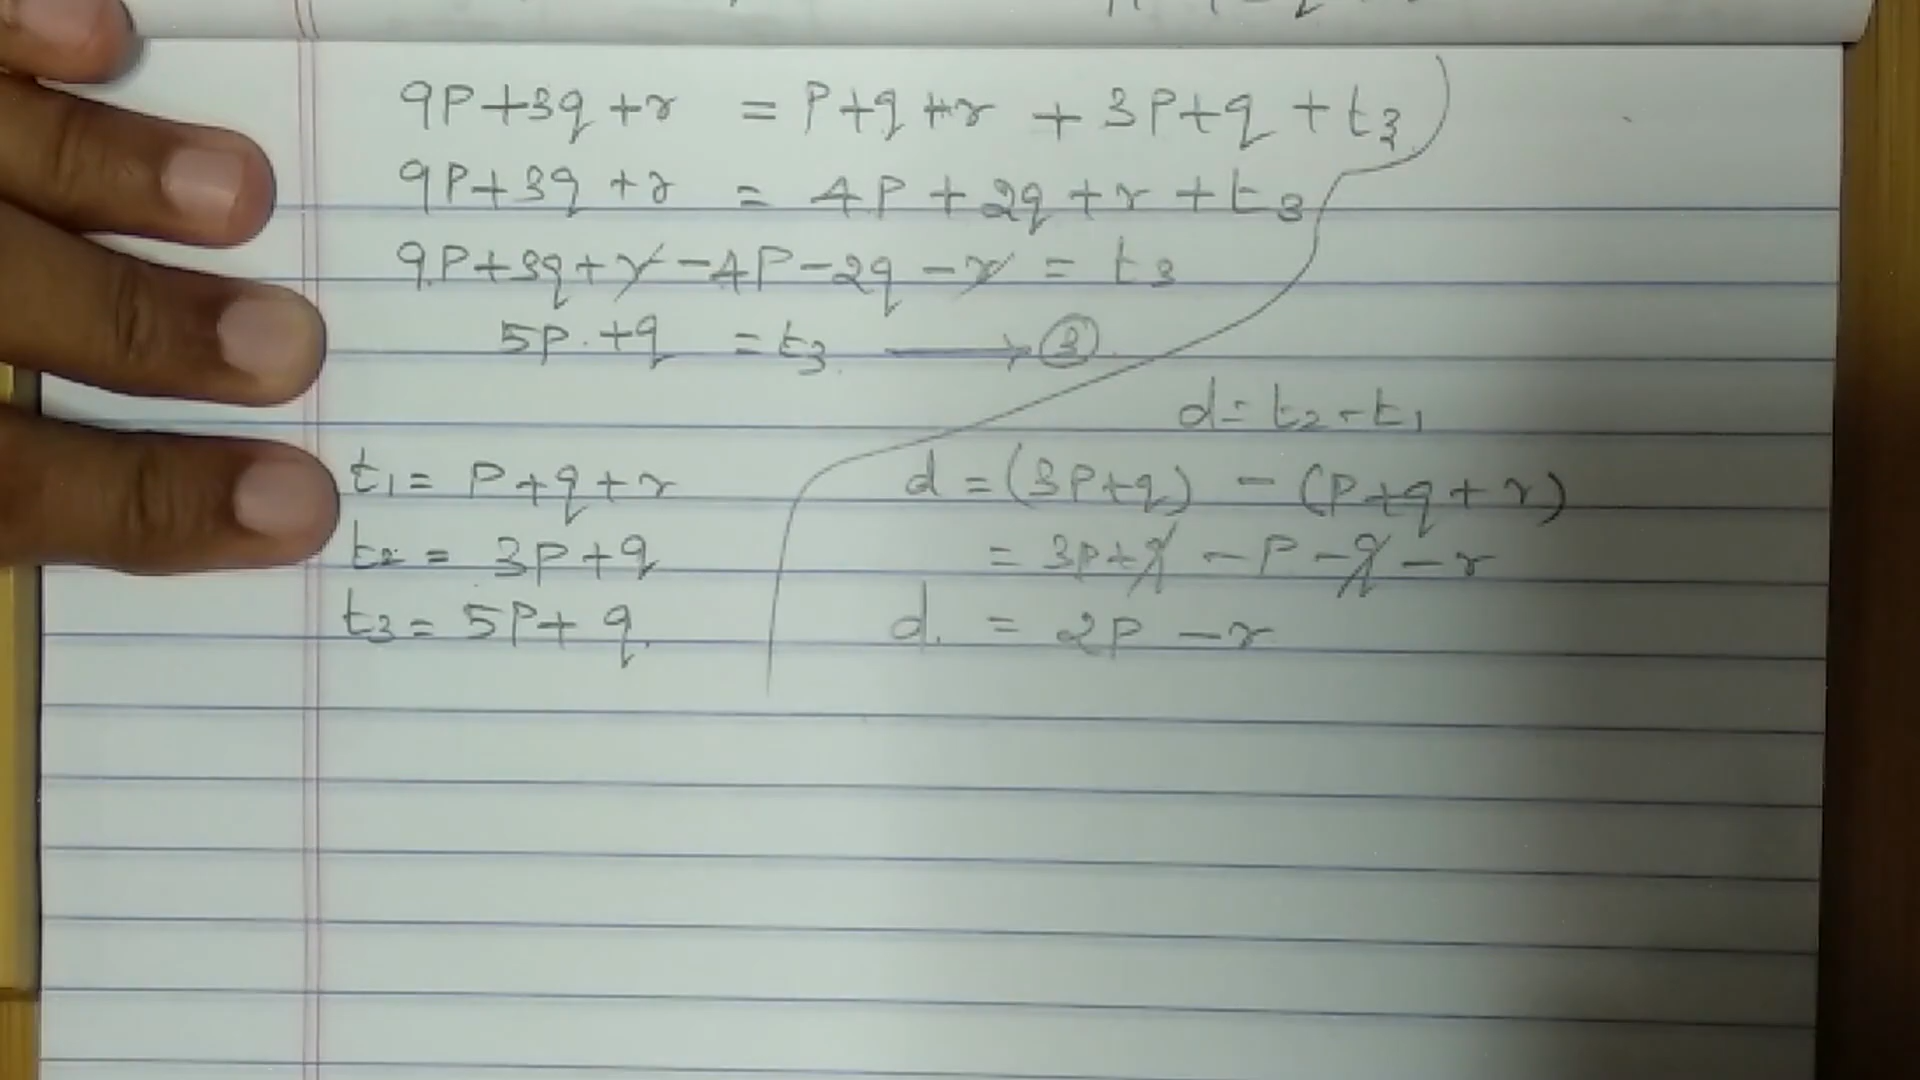 9P+3q+r = P+q+r + 3P+q+t3
9P+3q+r = 4P+2q+r+t3
9P+3q+r-4P-2q-r = t3
5P+q = t3 → 3
t1 = P+q+r
t2 = 3P+q
t3 = 5P+q
d = t2-t1
d = (3P+q) - (P+q+r)
= 3P+q - P-q-r
d = 2P-r